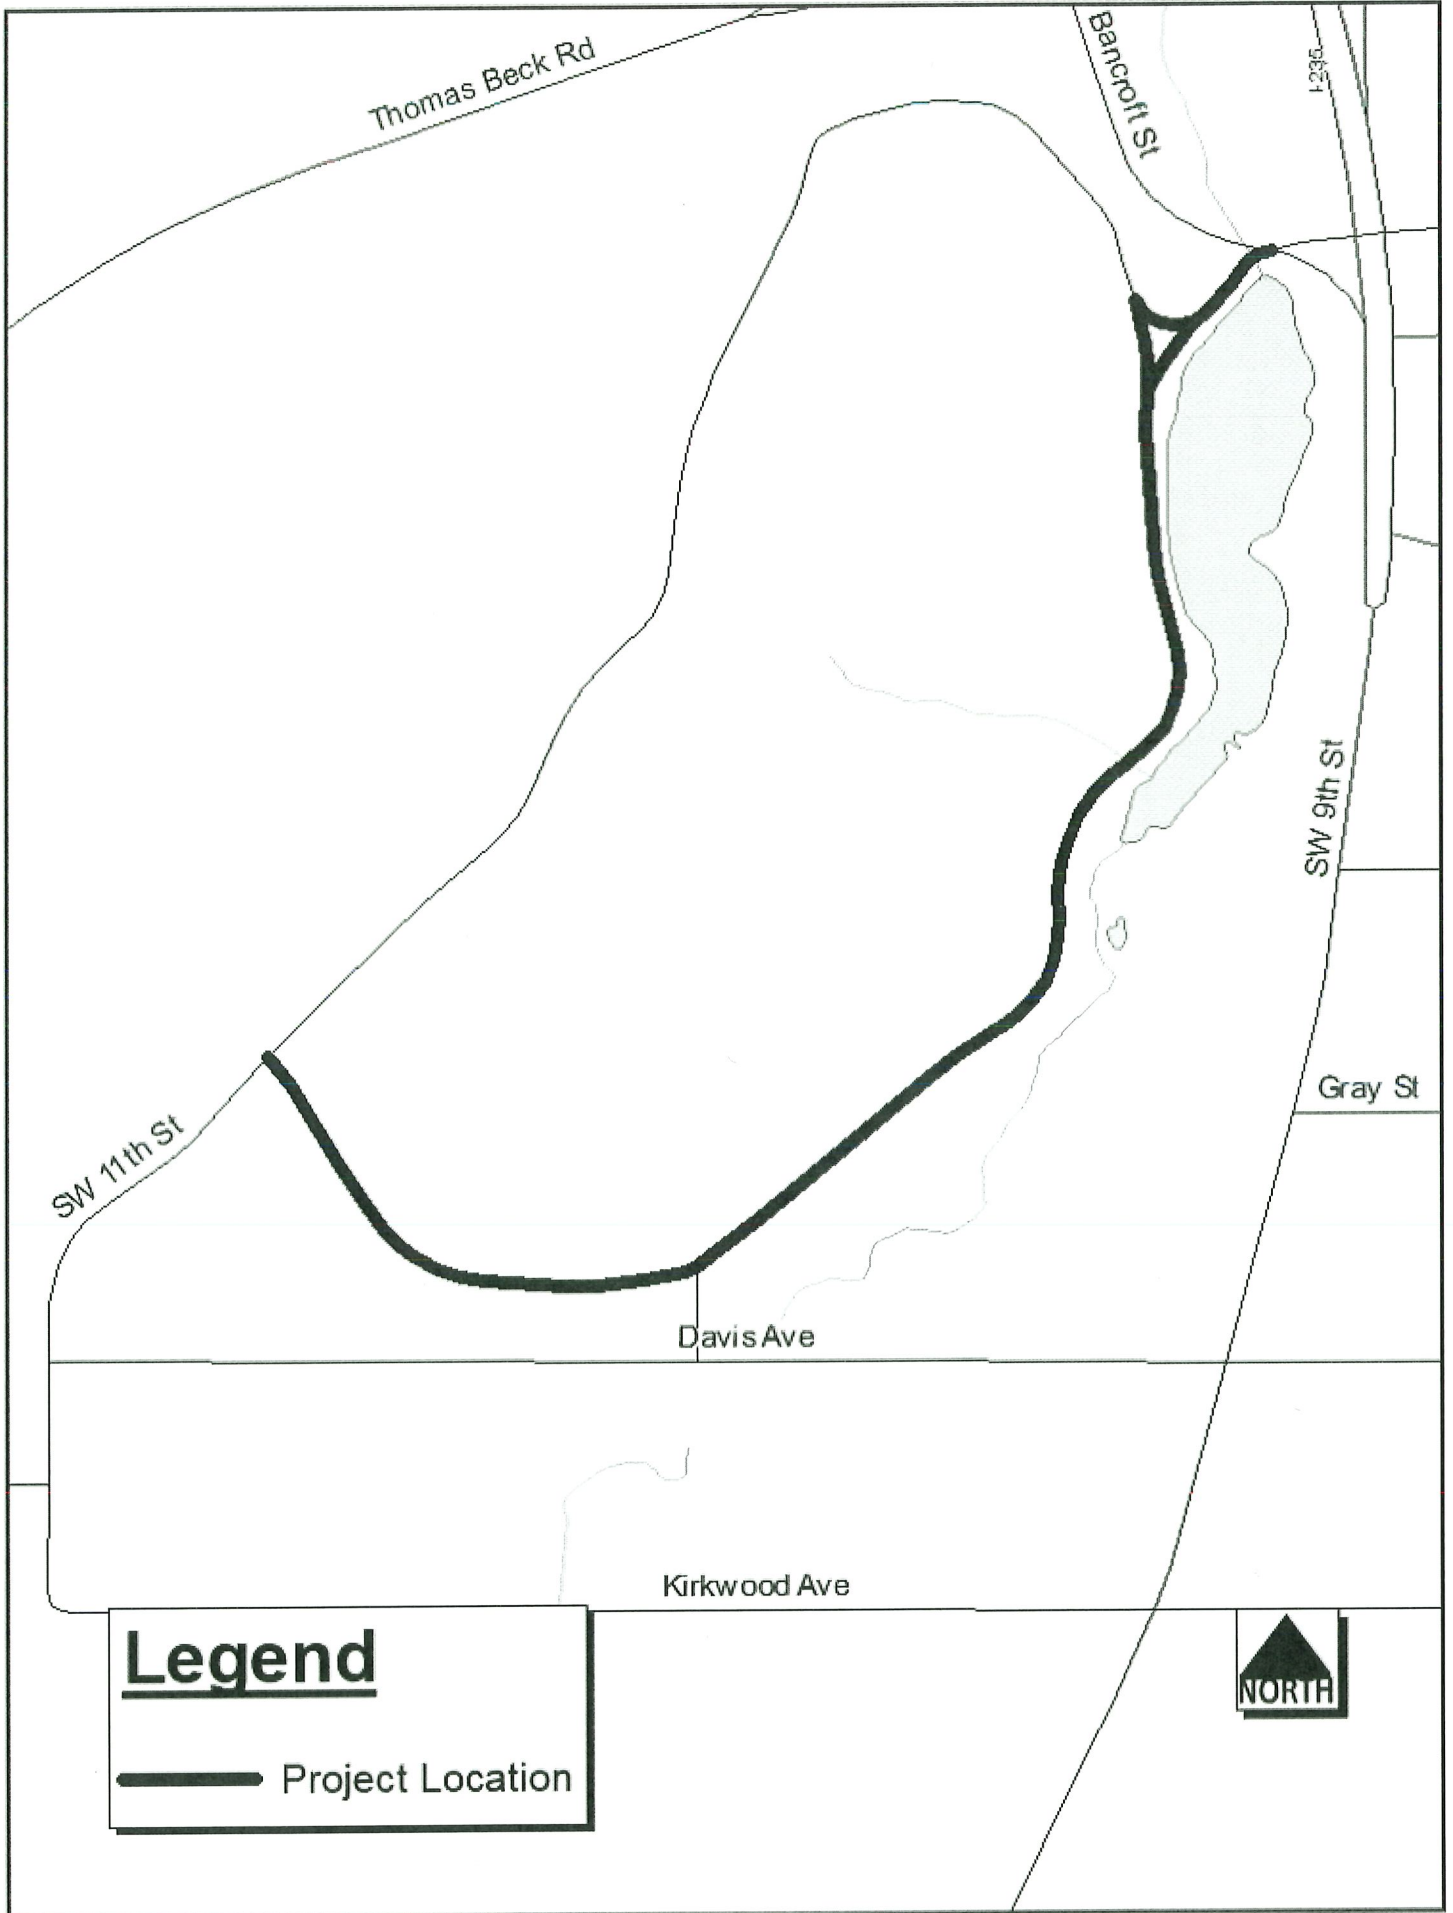 Thomas Beck Rd
Bancroft St
I-235
SW 9th St
Gray St
SW 11th St
Davis Ave
Kirkwood Ave
Legend
Project Location
NORTH